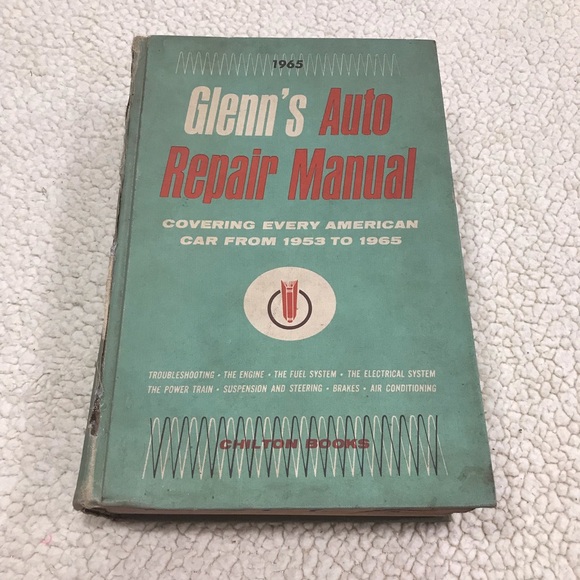 1965
Glenn's Auto
Repair Manual
COVERING EVERY AMERICAN
CAR FROM 1953 TO 1965
TROUBLESHOOTING • THE ENGINE • THE FUEL SYSTEM • THE ELECTRICAL SYSTEM
THE POWER TRAIN • SUSPENSION AND STEERING • BRAKES • AIR CONDITIONING
CHILTON BOOKS